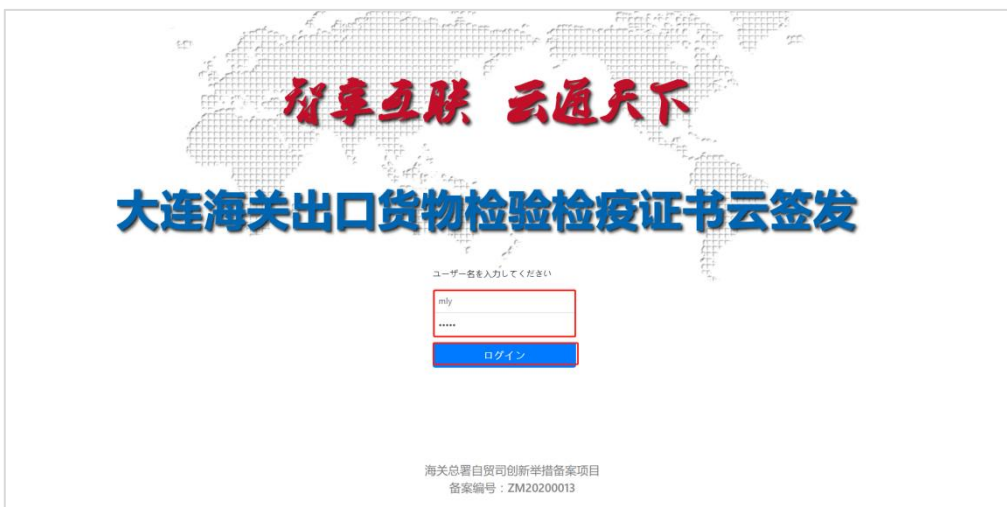 智享互联 云通天下
大连海关出口货物检验检疫证书云签发
ユーザー名を入力してください
mly
•••••
ログイン
海关总署自贸司创新举措备案项目
备案编号：ZM20200013